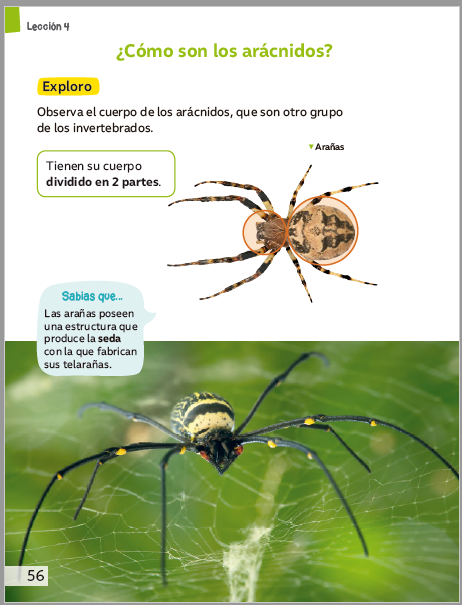 Lección 4
¿Cómo son los arácnidos?
Exploro
Observa el cuerpo de los arácnidos, que son otro grupo
de los invertebrados.
Arañas
Tienen su cuerpo
dividido en 2 partes.
Sabías que...
Las arañas poseen
una estructura que
produce la seda
con la que fabrican
sus telarañas.
56